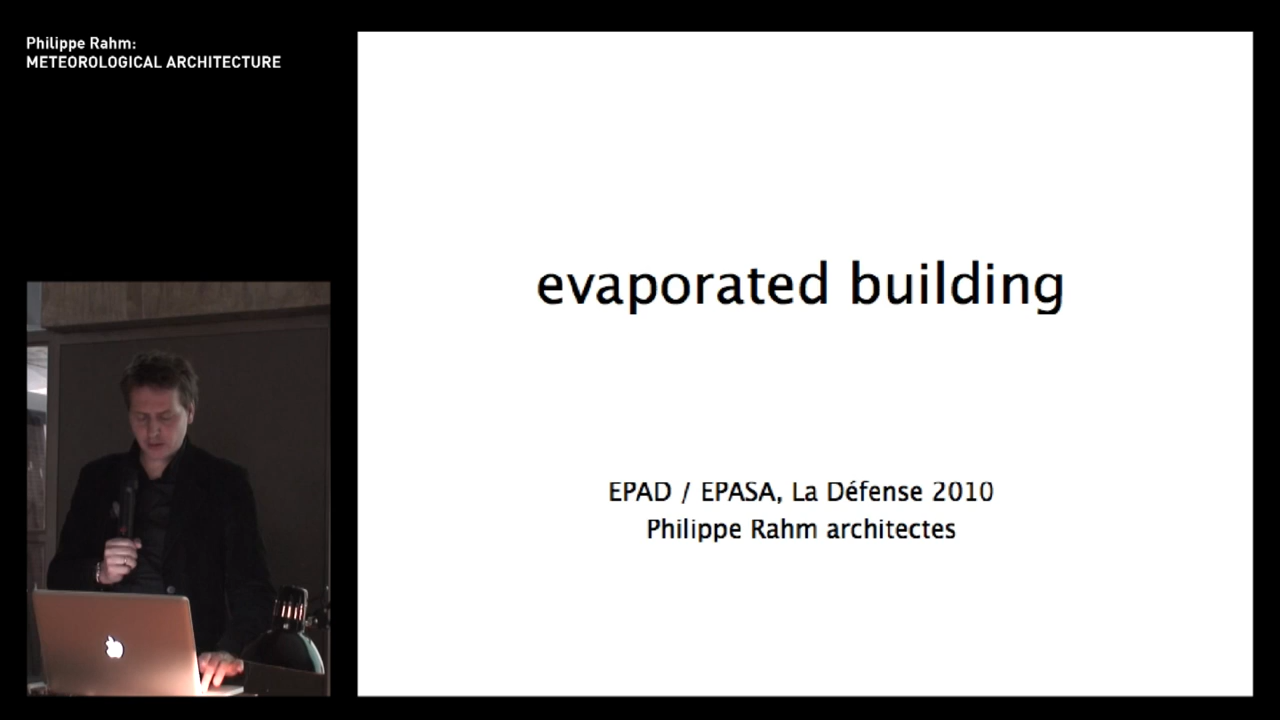 Philippe Rahm:
METEOROLOGICAL ARCHITECTURE
evaporated building
EPAD / EPASA, La Défense 2010
Philippe Rahm architectes